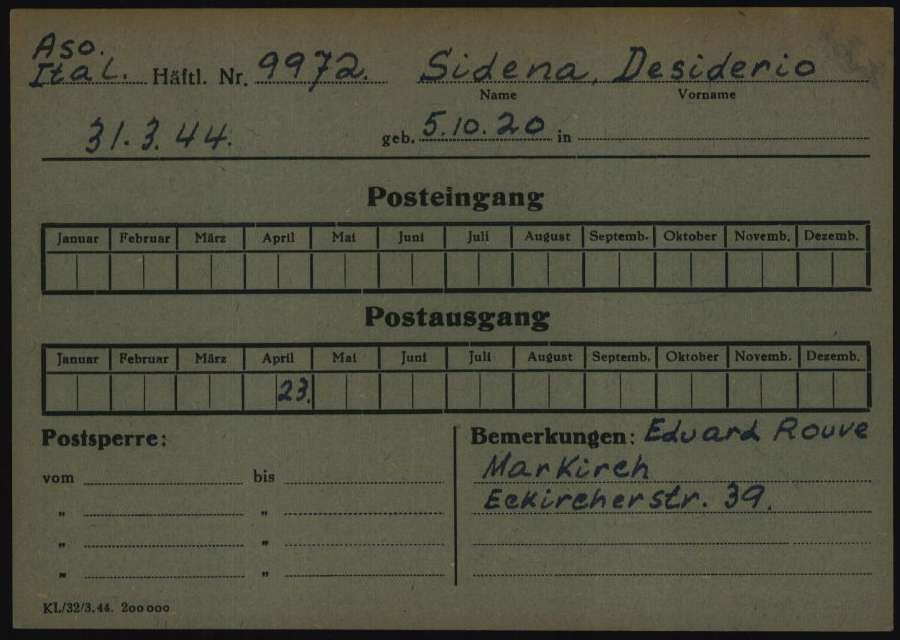 Aso.
Ital. Häftl. Nr. 9972. Sidena, Desiderio
Name Vorname
31.3.44. geb. 5.10.20 in
Posteingang
Januar Februar März April Mai Juni Juli August Septemb. Oktober Novemb. Dezemb.
Postausgang
Januar Februar März April Mai Juni Juli August Septemb. Oktober Novemb. Dezemb.
23.
Postsperre: Bemerkungen: Eduard Rouve
vom bis Markirch
„ „ Eckircherstr. 39.
„ „
„ „
KL/32/3.44. 200000